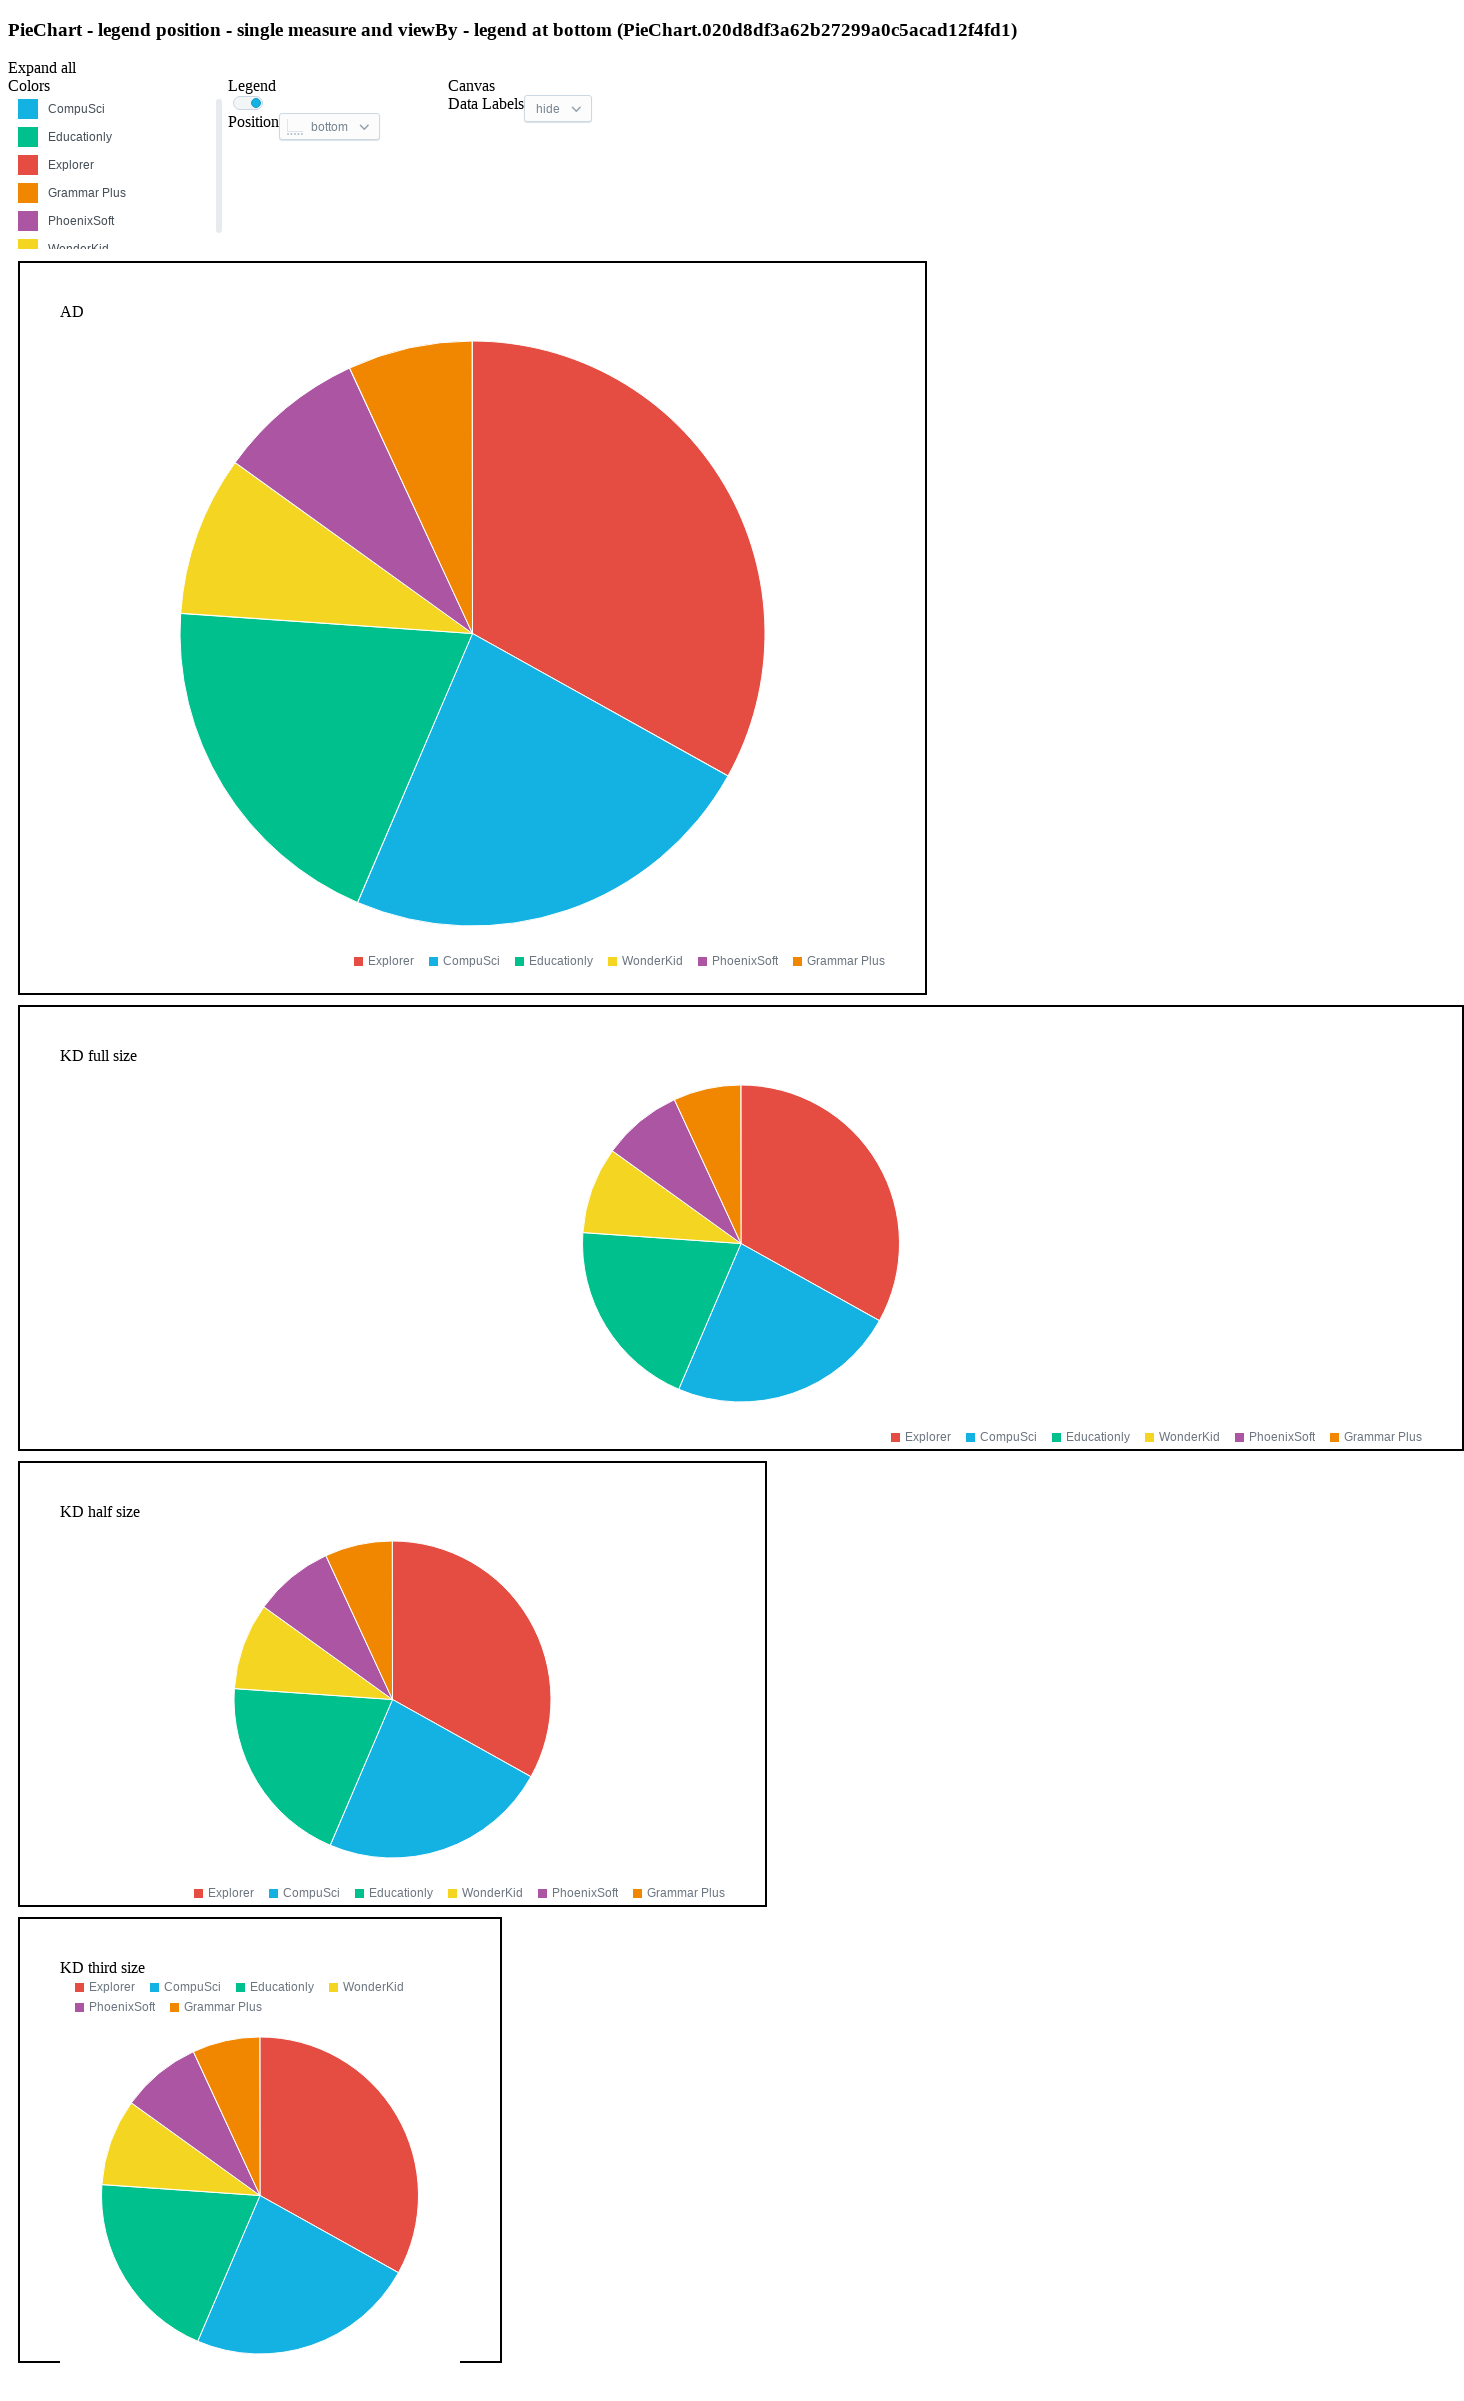 PieChart - legend position - single measure and viewBy - legend at bottom (PieChart.020d8df3a62b27299a0c5acad12f4fd1)
Expand all
Colors
CompuSci
Educationly
Explorer
Grammar Plus
PhoenixSoft
WonderKid
Legend
Position bottom
Canvas
Data Labels hide
AD
Explorer CompuSci Educationly WonderKid PhoenixSoft Grammar Plus
KD full size
Explorer CompuSci Educationly WonderKid PhoenixSoft Grammar Plus
KD half size
Explorer CompuSci Educationly WonderKid PhoenixSoft Grammar Plus
KD third size
Explorer CompuSci Educationly WonderKid
PhoenixSoft Grammar Plus